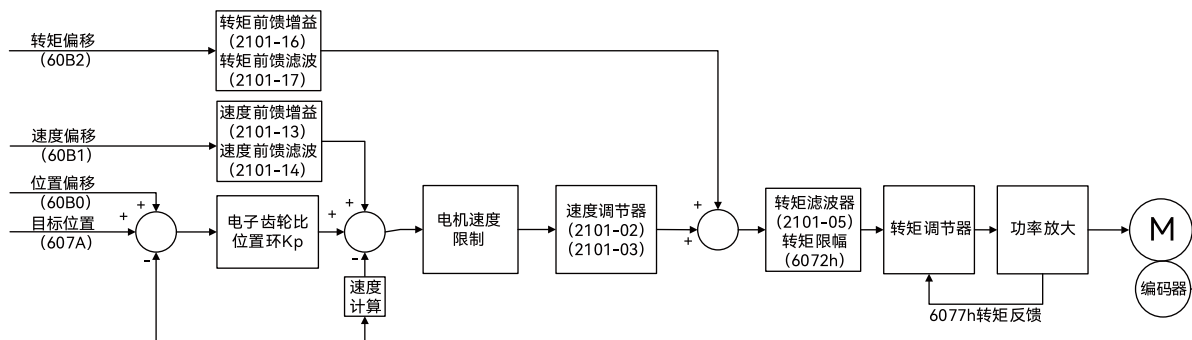 转矩偏移
(60B2)
转矩前馈增益
(2101-16)
转矩前馈滤波
(2101-17)
速度偏移
(60B1)
速度前馈增益
(2101-13)
速度前馈滤波
(2101-14)
位置偏移
(60B0)
目标位置
(607A)
+
+
-
电子齿轮比
位置环Kp
+
+
-
速度
计算
电机速度
限制
速度调节器
(2101-02)
(2101-03)
+
+
转矩滤波器
(2101-05)
转矩限幅
(6072h)
转矩调节器
功率放大
6077h转矩反馈
M
编码器